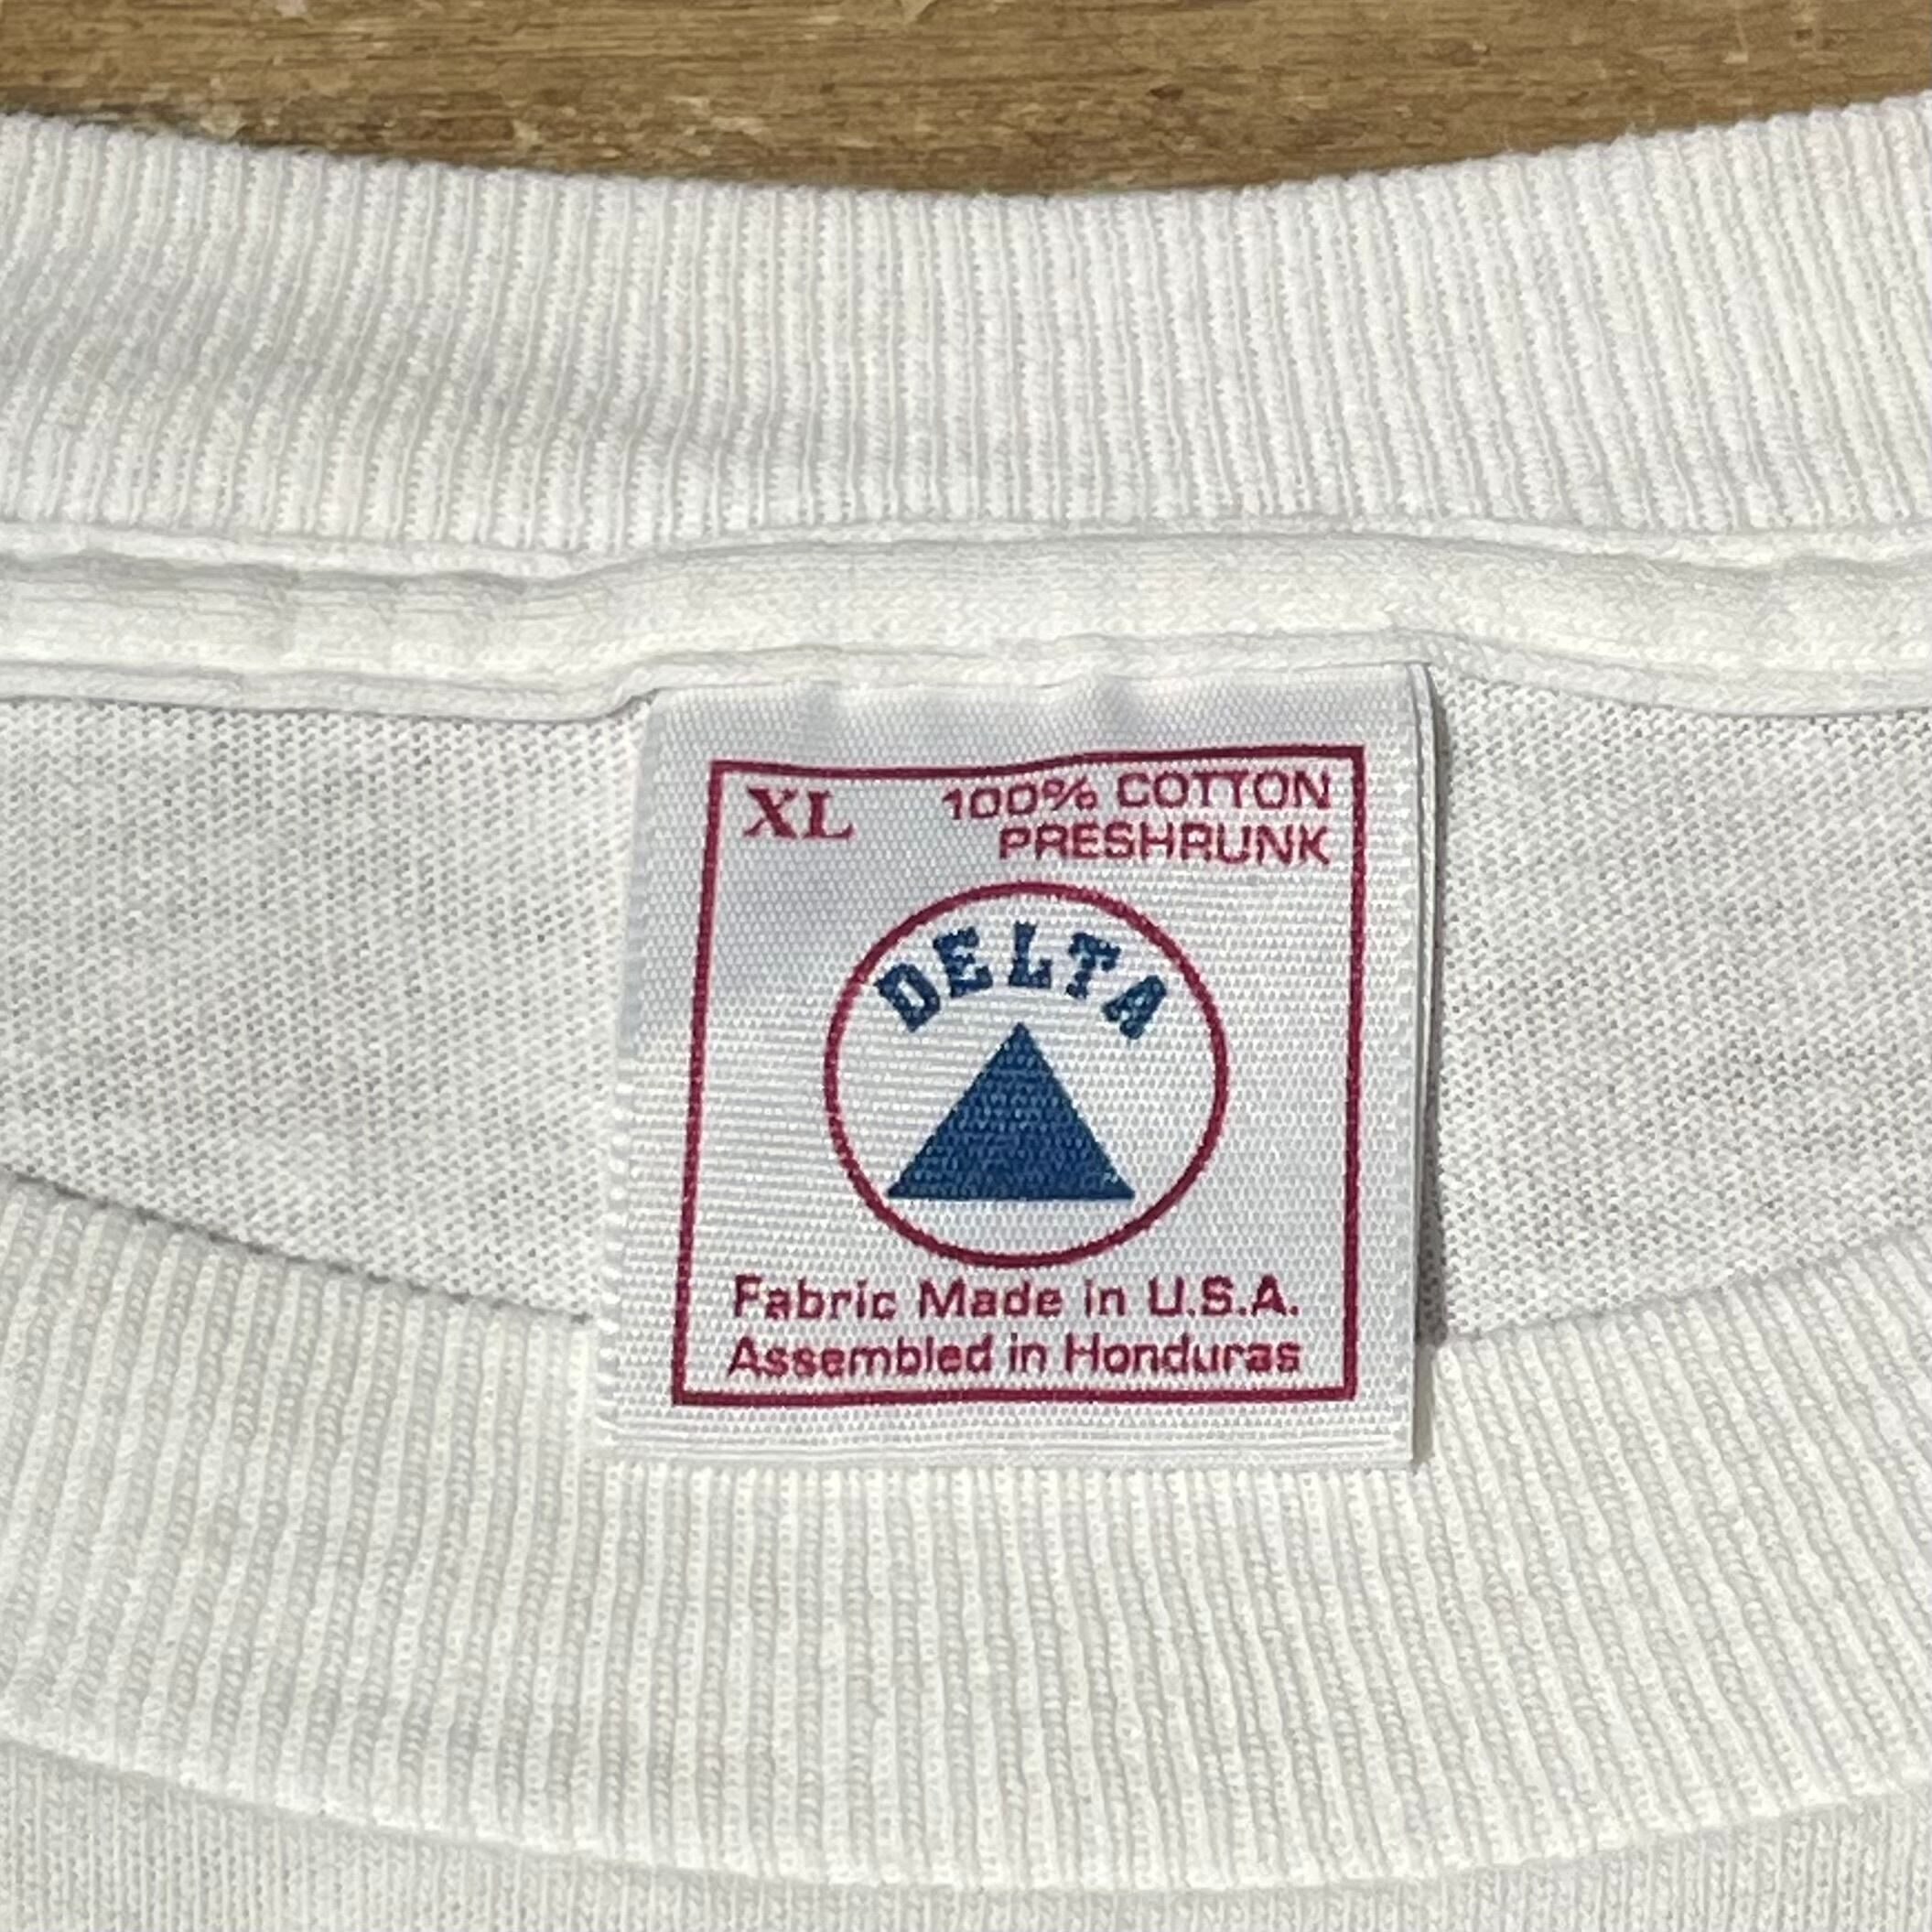 XL
100% COTTON
PRESHRUNK
DELTA
Fabric Made in U.S.A.
Assembled in Honduras